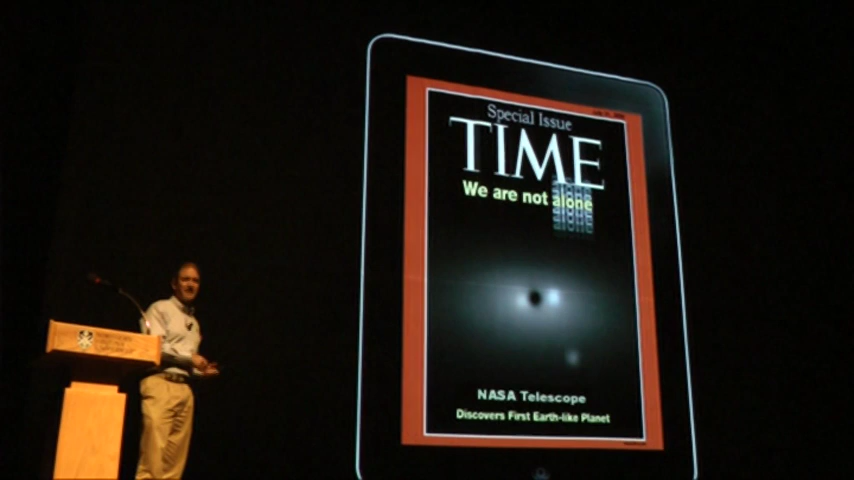 Special Issue
TIME
We are not alone
NASA Telescope
Discovers First Earth-like Planet